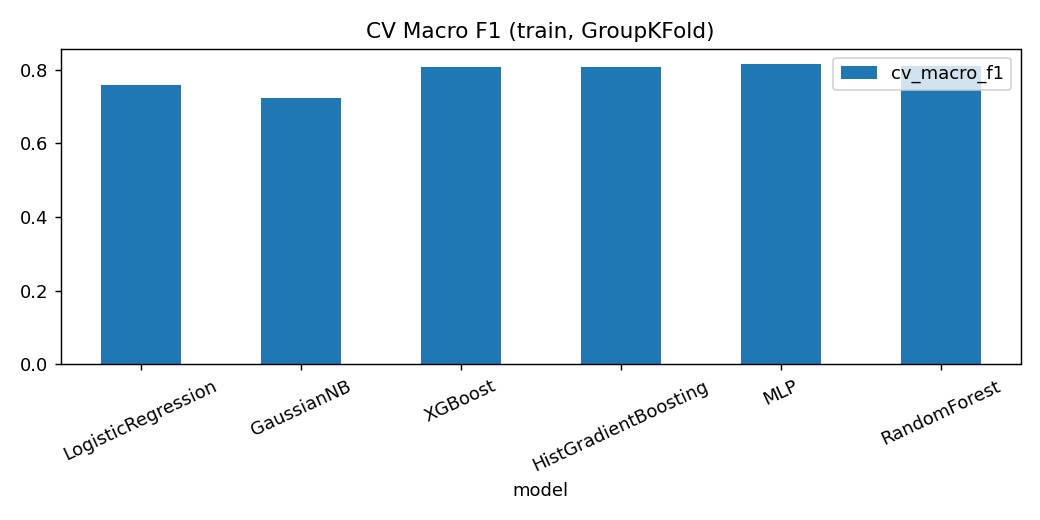 CV Macro F1 (train, GroupKFold)
cv_macro_f1
0.8
0.6
0.4
0.2
0.0
LogisticRegression
GaussianNB
XGBoost
HistGradientBoosting
MLP
RandomForest
model